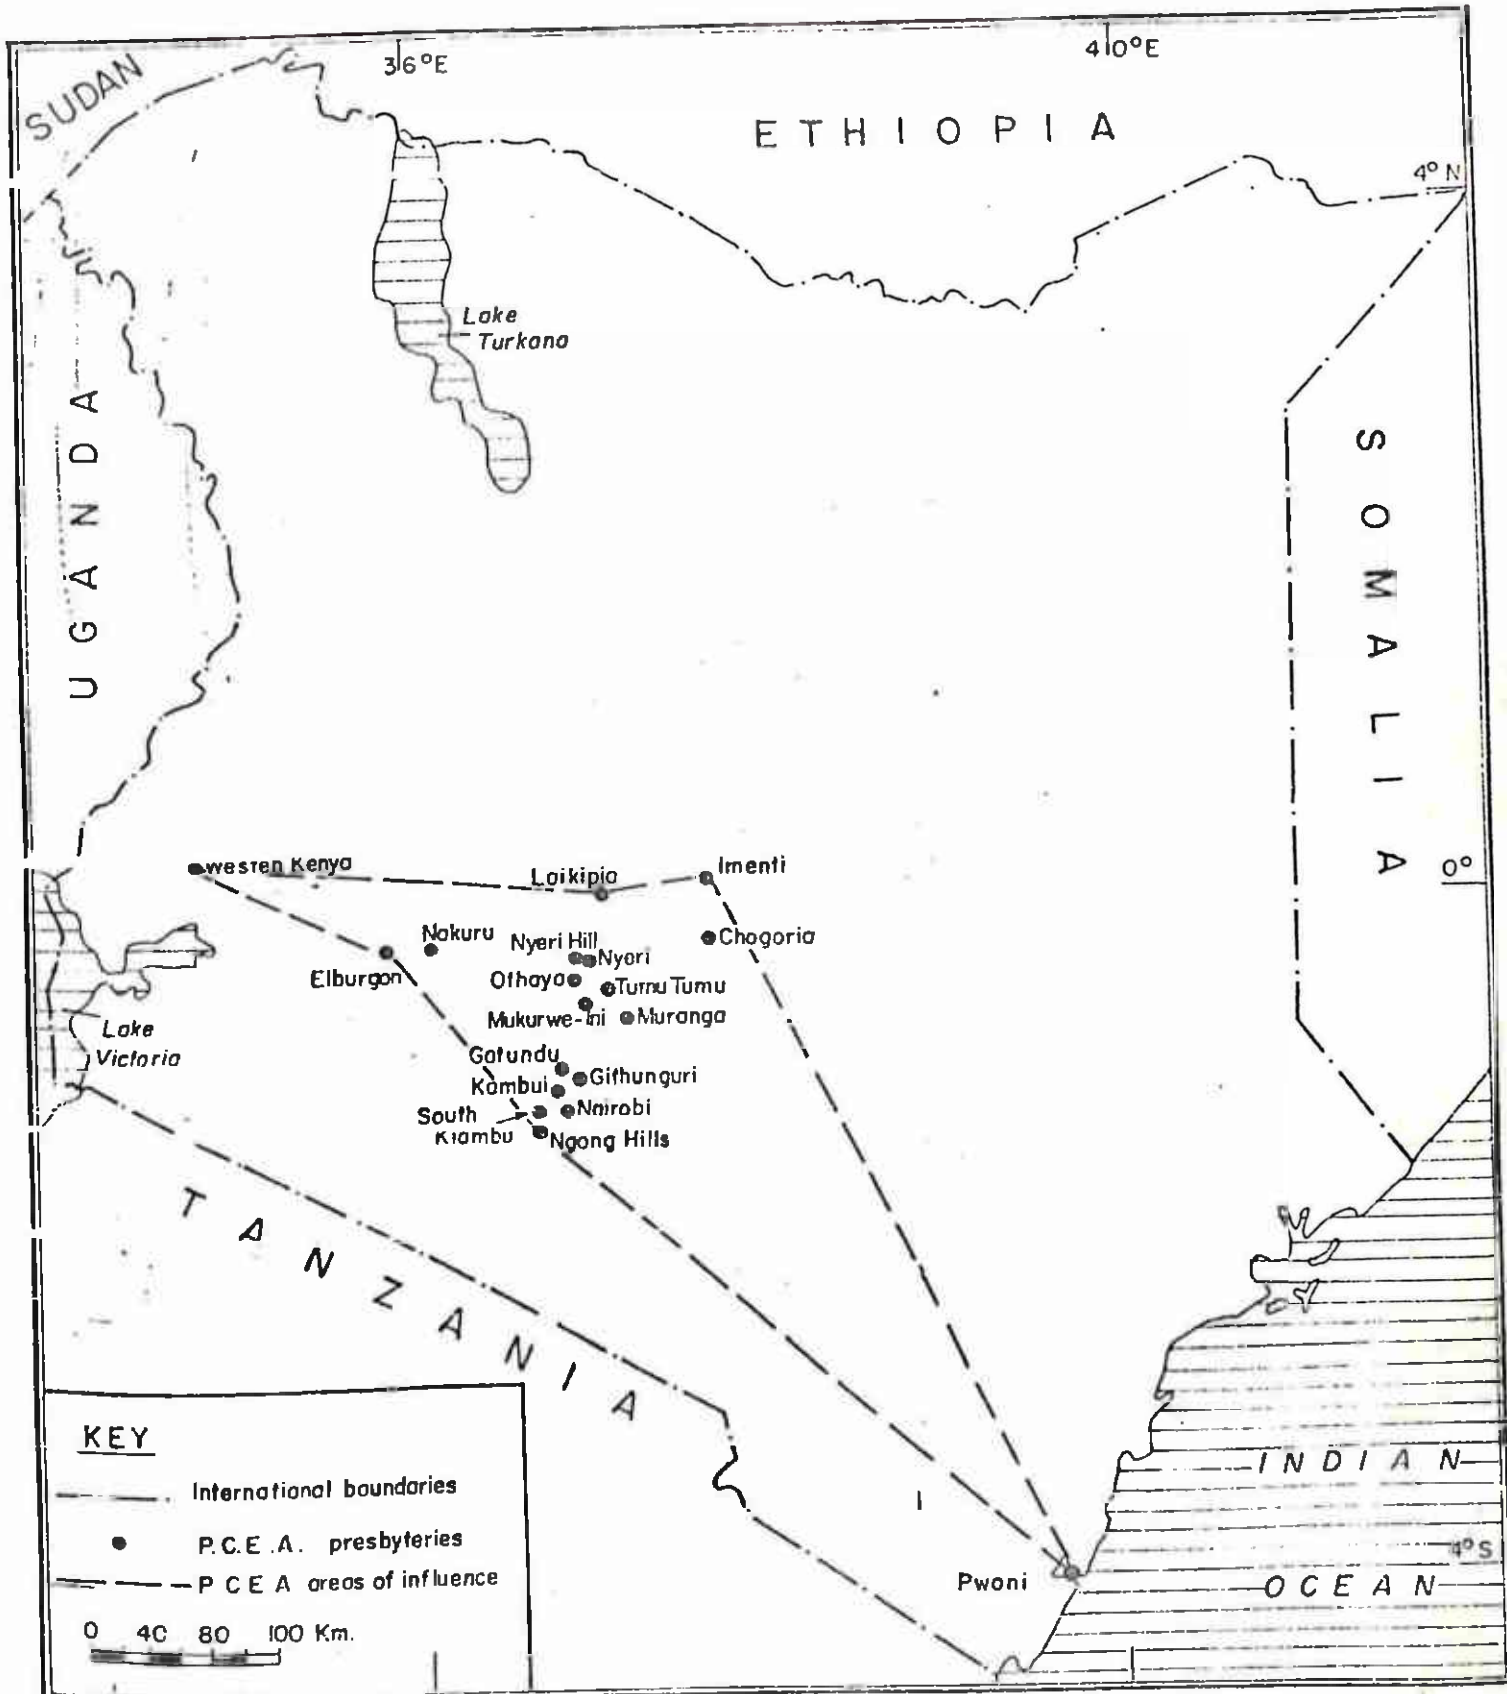 36°E
40°E
SUDAN
ETHIOPIA
4°N
Lake
Turkana
UGANDA
SOMALIA
Westen Kenya
Laikipia
Imenti
0°
Nakuru
Nyeri Hill
Nyeri
Chogoria
Elburgon
Othaya
Tumu Tumu
Mukurwe-Ini
Muranga
Lake
Victoria
Gatundu
Githunguri
Kambui
South
Kiambu
Nairobi
Ngong Hills
TANZANIA
KEY
International boundaries
P.C.E.A. presbyteries
P C E A areas of influence
0 40 80 100 Km.
INDIAN
OCEAN
4°S
Pwani